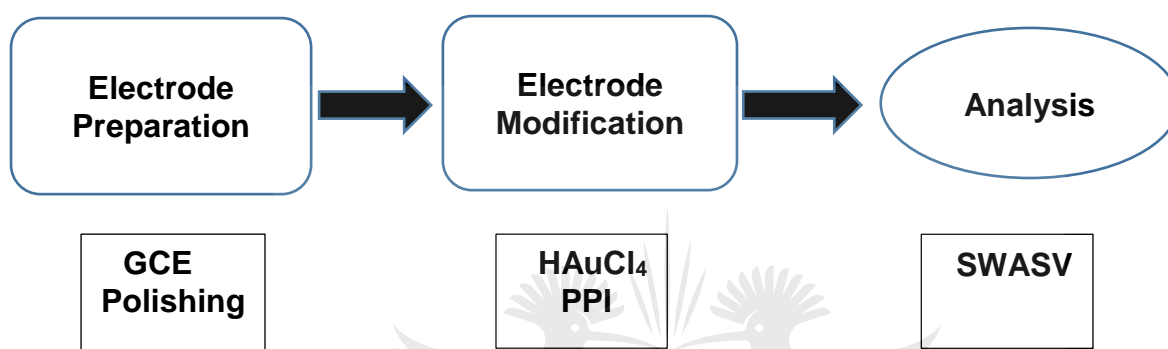 Electrode
Preparation
Electrode
Modification
Analysis
GCE
Polishing
HAuCl₄
PPI
SWASV